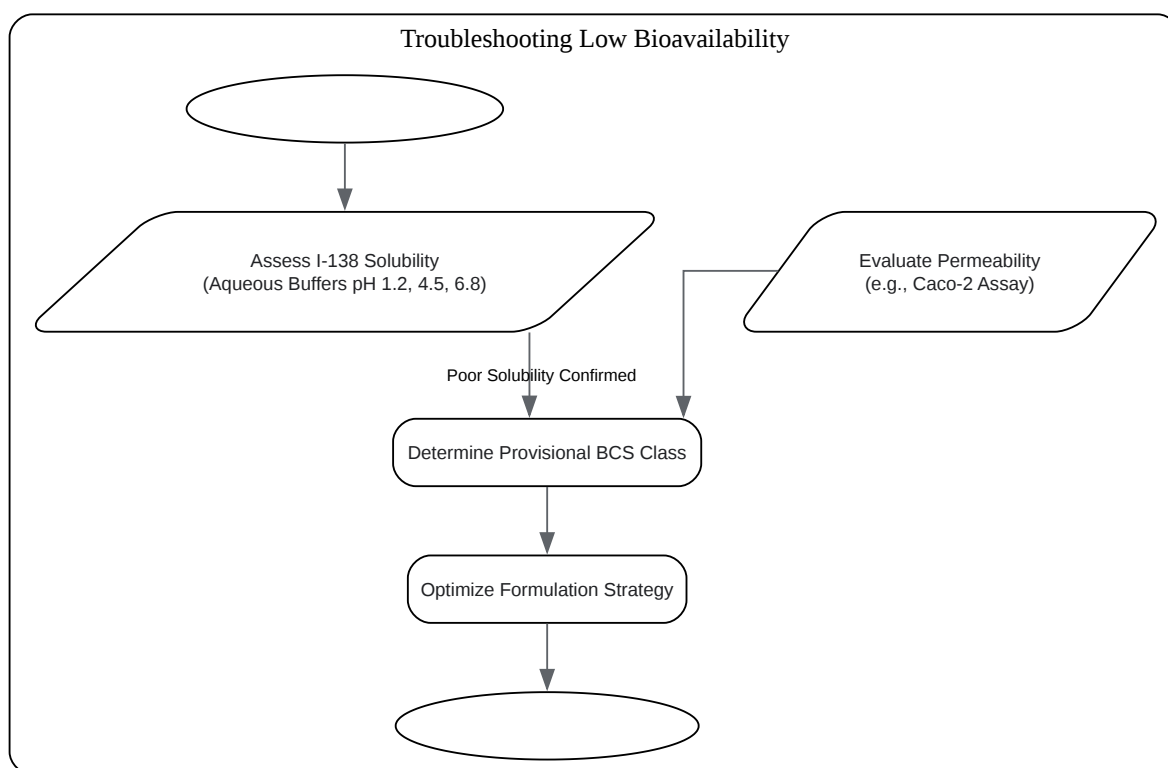 Troubleshooting Low Bioavailability
Assess I-138 Solubility
(Aqueous Buffers pH 1.2, 4.5, 6.8)
Evaluate Permeability
(e.g., Caco-2 Assay)
Poor Solubility Confirmed
Determine Provisional BCS Class
Optimize Formulation Strategy